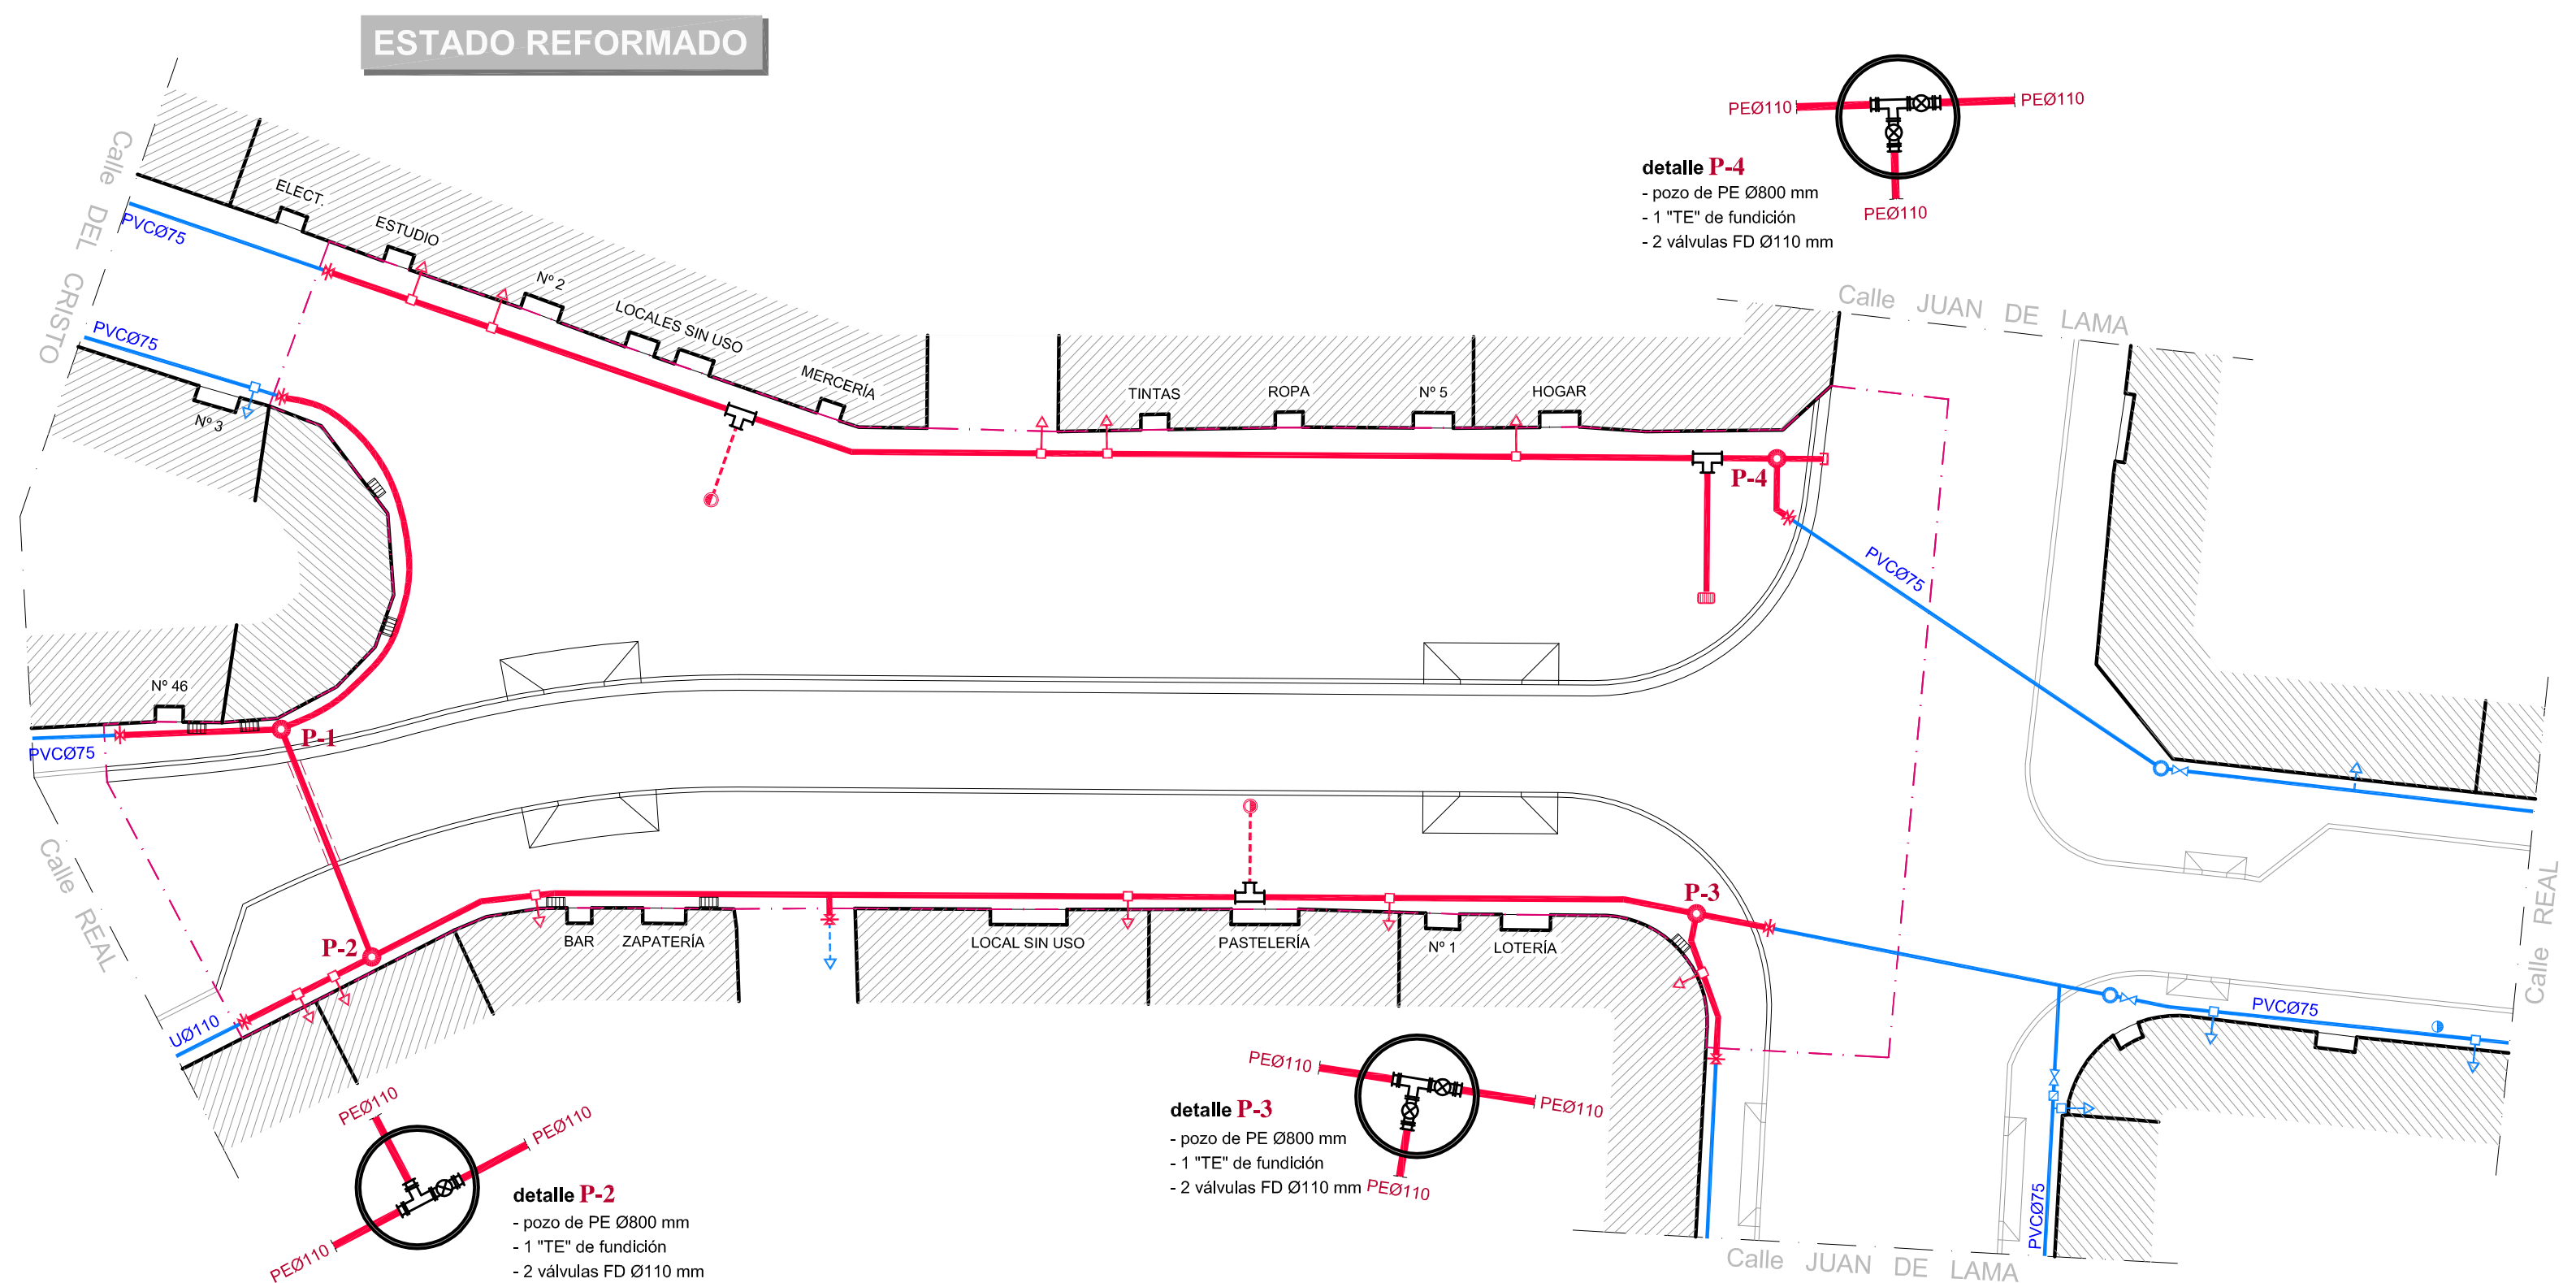 ESTADO REFORMADO
PEØ110
PEØ110
PEØ110
detalle P-4
- pozo de PE Ø800 mm
- 1 "TE" de fundición
- 2 válvulas FD Ø110 mm
Calle DEL CRISTO
ELECT.
PVCØ75
ESTUDIO
Nº 2
LOCALES SIN USO
MERCERÍA
PVCØ75
Nº 3
TINTAS
ROPA
Nº 5
HOGAR
Calle JUAN DE LAMA
P-4
PVCØ75
Nº 46
PVCØ75
P-1
Calle REAL
P-2
UØ110
BAR
ZAPATERÍA
LOCAL SIN USO
PASTELERÍA
Nº 1
LOTERÍA
P-3
PVCØ75
Calle REAL
PVCØ75
Calle JUAN DE LAMA
PEØ110
PEØ110
PEØ110
detalle P-2
- pozo de PE Ø800 mm
- 1 "TE" de fundición
- 2 válvulas FD Ø110 mm
PEØ110
PEØ110
PEØ110
detalle P-3
- pozo de PE Ø800 mm
- 1 "TE" de fundición
- 2 válvulas FD Ø110 mm